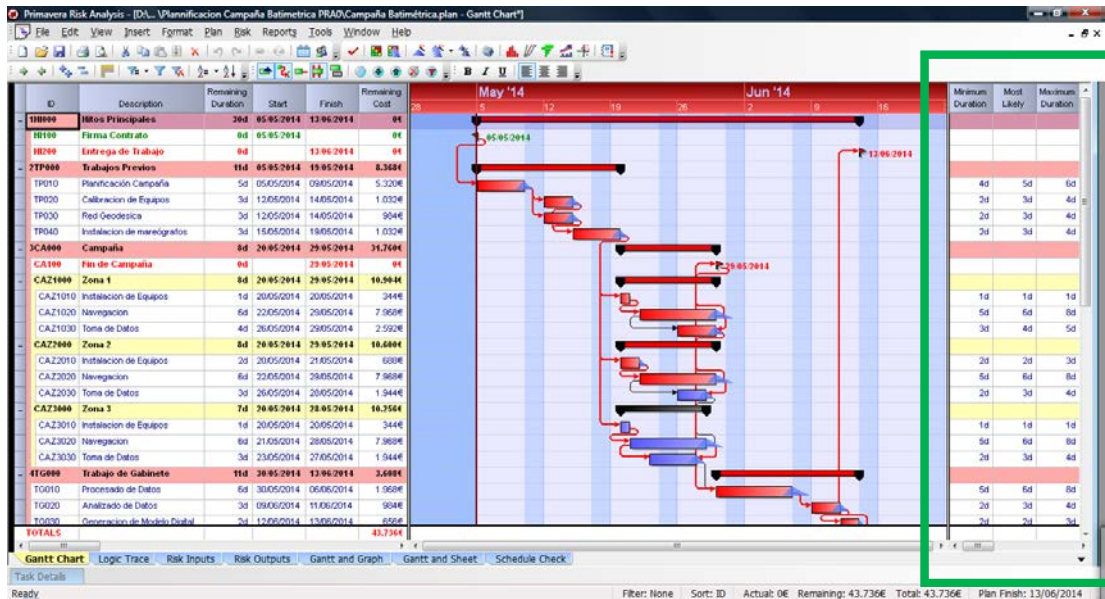 Primavera Risk Analysis - [D:\... \Plannificacion Campaña Batimetrica PRA0\Campaña Batimétrica.plan - Gantt Chart*]
File Edit View Insert Format Plan Risk Reports Tools Window Help
B I U
ID Description Remaining Duration Start Finish Remaining Cost May '14 Jun '14 Minimum Duration Most Likely Maximum Duration
28 5 12 19 26 2 9 16
1HI000 Hitos Principales 30d 05/05/2014 13/06/2014 0€
HI100 Firma Contrato 0d 05/05/2014 0€ 05/05/2014
HI200 Entrega de Trabajo 0d 13/06/2014 0€ 13/06/2014
2TP000 Trabajos Previos 11d 05/05/2014 19/05/2014 8.368€
TP010 Planificación Campaña 5d 05/05/2014 09/05/2014 5.320€ 4d 5d 6d
TP020 Calibracion de Equipos 3d 12/05/2014 14/05/2014 1.032€ 2d 3d 4d
TP030 Red Geodesica 3d 12/05/2014 14/05/2014 984€ 2d 3d 4d
TP040 Instalacion de mareógrafos 3d 15/05/2014 19/05/2014 1.032€ 2d 3d 4d
3CA000 Campaña 8d 20/05/2014 29/05/2014 31.760€
CA100 Fin de Campaña 0d 29/05/2014 0€ 29/05/2014
CAZ1000 Zona 1 8d 20/05/2014 29/05/2014 10.904€
CAZ1010 Instalacion de Equipos 1d 20/05/2014 20/05/2014 344€ 1d 1d 1d
CAZ1020 Navegacion 6d 22/05/2014 29/05/2014 7.968€ 5d 6d 8d
CAZ1030 Toma de Datos 4d 26/05/2014 29/05/2014 2.592€ 3d 4d 5d
CAZ2000 Zona 2 8d 20/05/2014 29/05/2014 10.600€
CAZ2010 Instalacion de Equipos 2d 20/05/2014 21/05/2014 688€ 2d 2d 3d
CAZ2020 Navegacion 6d 22/05/2014 29/05/2014 7.968€ 5d 6d 8d
CAZ2030 Toma de Datos 3d 26/05/2014 28/05/2014 1.944€ 2d 3d 4d
CAZ3000 Zona 3 7d 20/05/2014 28/05/2014 10.256€
CAZ3010 Instalacion de Equipos 1d 20/05/2014 20/05/2014 344€ 1d 1d 1d
CAZ3020 Navegacion 6d 21/05/2014 28/05/2014 7.968€ 5d 6d 8d
CAZ3030 Toma de Datos 3d 23/05/2014 27/05/2014 1.944€ 2d 3d 4d
4TG000 Trabajo de Gabinete 11d 30/05/2014 13/06/2014 3.608€
TG010 Procesado de Datos 6d 30/05/2014 06/06/2014 1.968€ 5d 6d 8d
TG020 Analizado de Datos 3d 09/06/2014 11/06/2014 984€ 2d 3d 4d
TG030 Generacion de Modelo Digital 2d 12/06/2014 13/06/2014 656€ 2d 2d 3d
TOTALS 43.736€
Gantt Chart Logic Trace Risk Inputs Risk Outputs Gantt and Graph Gantt and Sheet Schedule Check
Task Details
Ready Filter: None Sort: ID Actual: 0€ Remaining: 43.736€ Total: 43.736€ Plan Finish: 13/06/2014